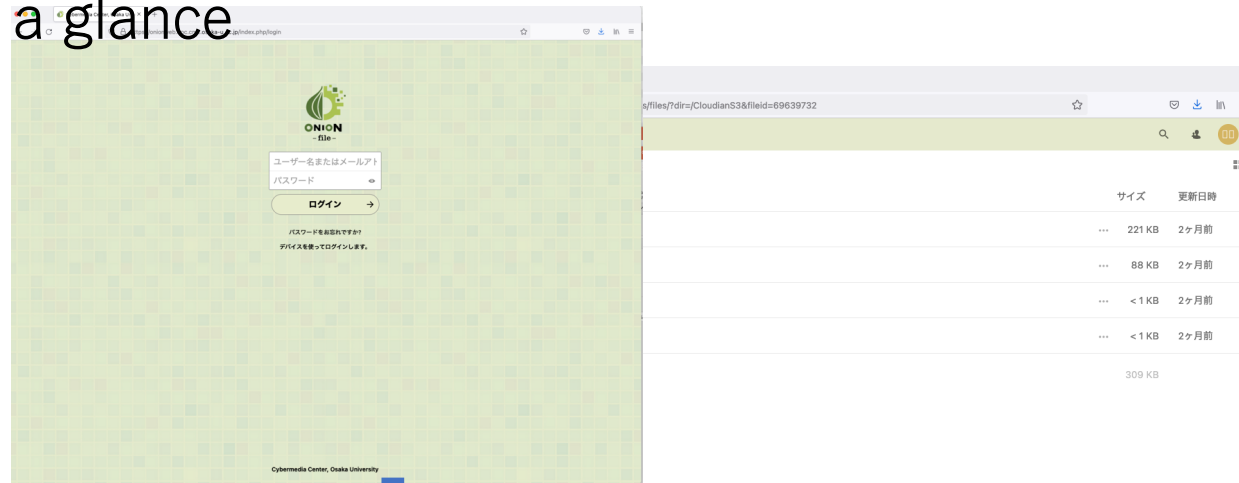 a glance
index.php/login
ONION
- file -
ユーザー名またはメールアト
パスワード
ログイン
パスワードをお忘れですか?
デバイスを使ってログインします。
Cybermedia Center, Osaka University
s/files/?dir=/CloudianS3&fileid=69639732
サイズ 更新日時
... 221 KB 2ヶ月前
... 88 KB 2ヶ月前
... < 1 KB 2ヶ月前
... < 1 KB 2ヶ月前
309 KB